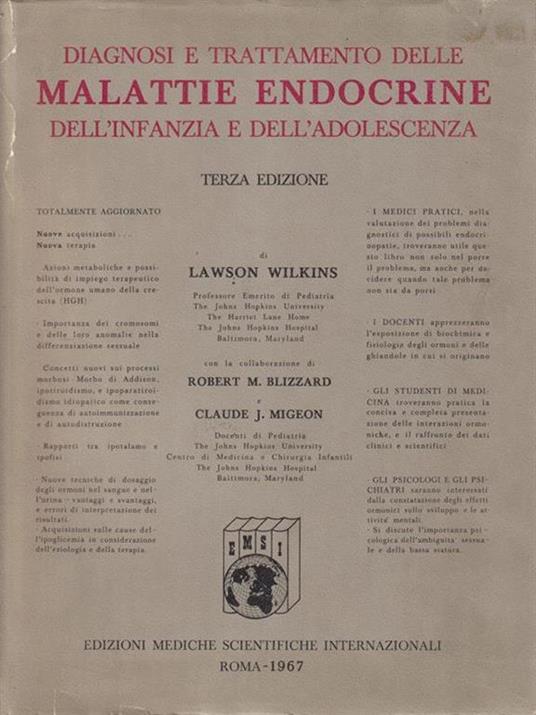 DIAGNOSI E TRATTAMENTO DELLE
MALATTIE ENDOCRINE
DELL'INFANZIA E DELL'ADOLESCENZA
TERZA EDIZIONE
TOTALMENTE AGGIORNATO
Nuove acquisizioni . . .
Nuova terapia
· Azioni metaboliche e possi-
bilità di impiego terapeutico
dell'ormone umano della cre-
scita (HGH)
· Importanza dei cromosomi
e delle loro anomalie nella
differenziazione sessuale
· Concetti nuovi sui processi
morbosi - Morbo di Addison,
ipotiroidismo, e ipoparatiroi-
dismo idiopatico come conse-
guenza di autoimmunizzazione
e di autodistruzione
· Rapporti tra ipotalamo e
ipofisi
· Nuove tecniche di dosaggio
degli ormoni nel sangue e nel-
l'urina - vantaggi e svantaggi,
e errori di interpretazione dei
risultati.
· Acquisizioni sulle cause del-
l'ipoglicemia in considerazione
dell'eziologia e della terapia.
di
LAWSON WILKINS
Professore Emerito di Pediatria
The Johns Hopkins University
The Harriet Lane Home
The Johns Hopkins Hospital
Baltimora, Maryland
con la collaborazione di
ROBERT M. BLIZZARD
e
CLAUDE J. MIGEON
Docenti di Pediatria
The Johns Hopkins University
Centro di Medicina e Chirurgia Infantili
The Johns Hopkins Hospital
Baltimora, Maryland
· I MEDICI PRATICI, nella
valutazione dei problemi dia-
gnostici di possibili endocri-
nopatie, troveranno utile que-
sto libro non solo nel porre
il problema, ma anche per de-
cidere quando tale problema
non sia da porsi
· I DOCENTI apprezzeranno
l'esposizione di biochimica e
fisiologia degli ormoni e delle
ghiandole in cui si originano
· GLI STUDENTI DI MEDI-
CINA troveranno pratica la
concisa e completa presenta-
zione delle interazioni ormo-
niche, e il raffronto dei dati
clinici e scientifici
· GLI PSICOLOGI E GLI PSI-
CHIATRI saranno interessati
dalla constatazione degli effetti
ormonici sullo sviluppo e le at-
tività mentali.
· Si discute l'importanza psi-
cologica dell'ambiguita' sessua-
le e della bassa statura.
EMSI
EDIZIONI MEDICHE SCIENTIFICHE INTERNAZIONALI
ROMA - 1967